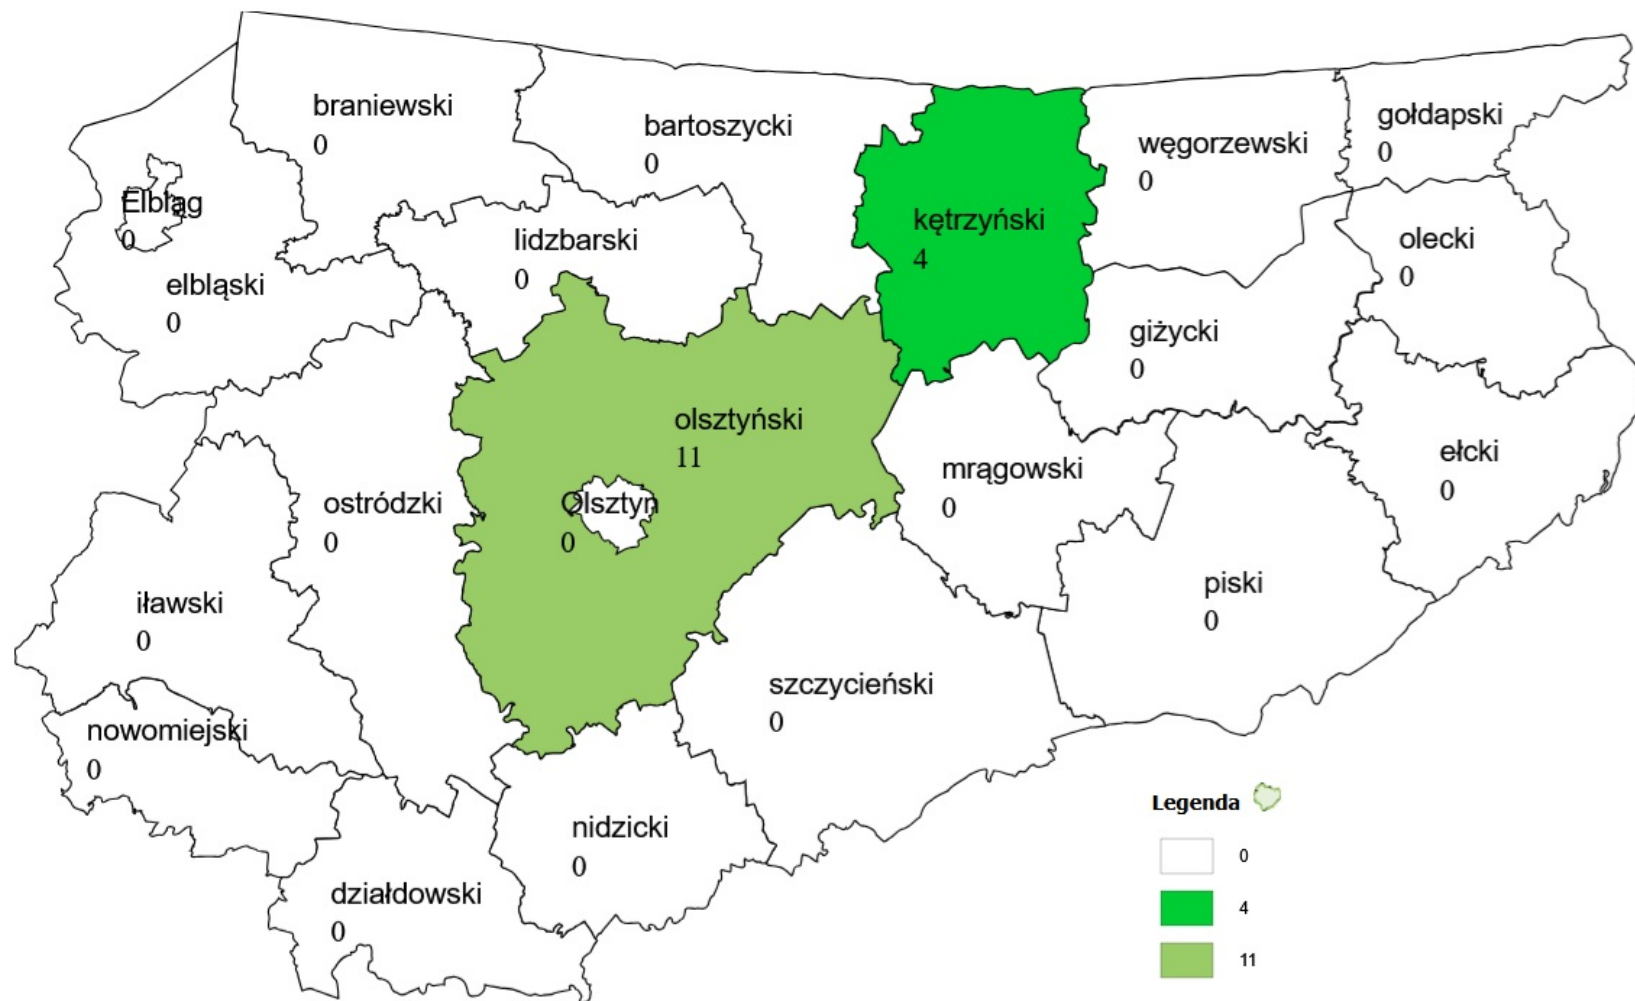 braniewski
0
bartoszycki
0
gołdapski
0
węgorzewski
0
Elbląg
0
kętrzyński
4
lidzbarski
0
olecki
0
elbląski
0
giżycki
0
olsztyński
11
mrągowski
0
ełcki
0
ostródzki
0
Olsztyn
0
piski
0
iławski
0
szczycieński
0
nowomiejski
0
nidzicki
0
działdowski
0
Legenda
0
4
11